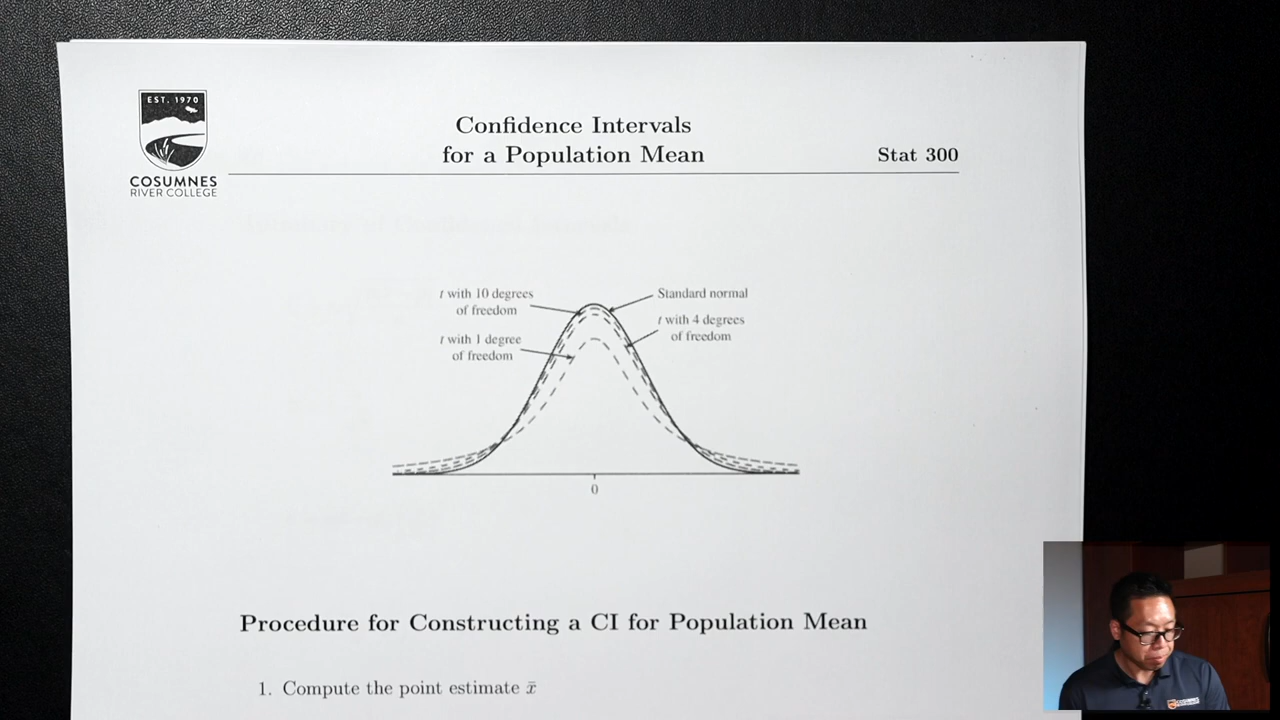 EST. 1970
COSUMNES
RIVER COLLEGE
Confidence Intervals
for a Population Mean
Stat 300
t with 10 degrees
of freedom
Standard normal
t with 4 degrees
of freedom
t with 1 degree
of freedom
0
Procedure for Constructing a CI for Population Mean
1. Compute the point estimate x̄